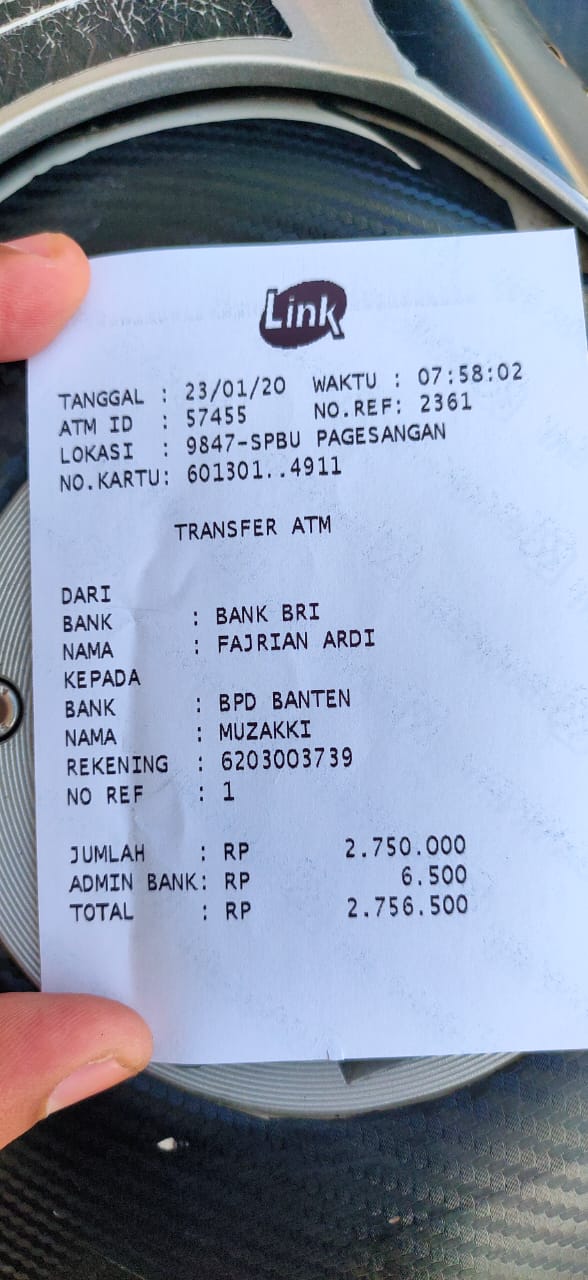 Link
TANGGAL : 23/01/20 WAKTU : 07:58:02
ATM ID : 57455 NO.REF: 2361
LOKASI : 9847-SPBU PAGESANGAN
NO.KARTU: 601301..4911
TRANSFER ATM
DARI
BANK : BANK BRI
NAMA : FAJRIAN ARDI
KEPADA
BANK : BPD BANTEN
NAMA : MUZAKKI
REKENING : 6203003739
NO REF : 1
JUMLAH : RP 2.750.000
ADMIN BANK: RP 6.500
TOTAL : RP 2.756.500